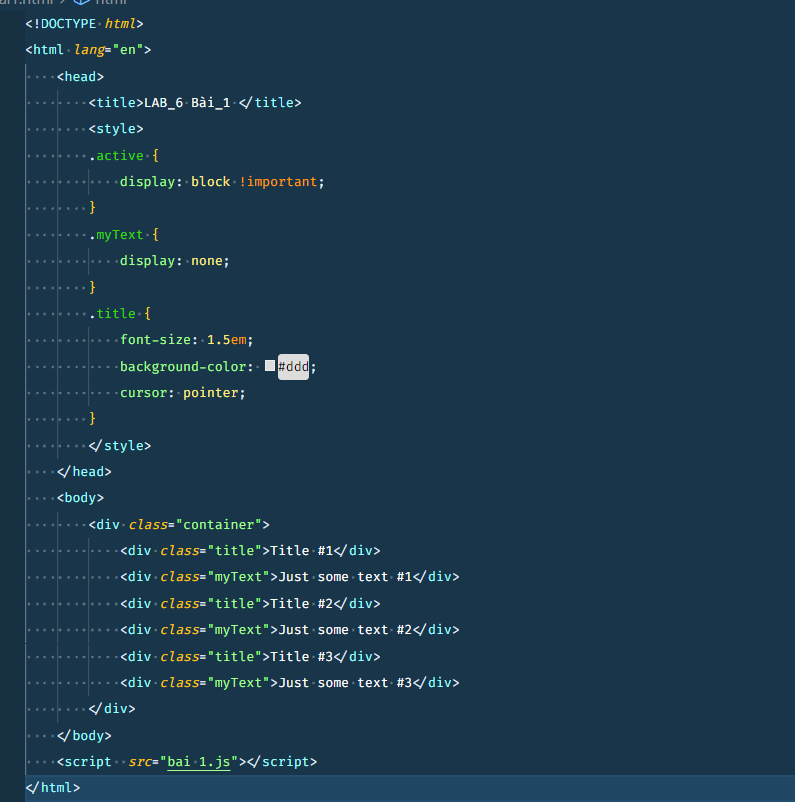 <!DOCTYPE html>
<html lang="en">
<head>
<title>LAB_6 Bài_1 </title>
<style>
.active {
display: block !important;
}
.myText {
display: none;
}
.title {
font-size: 1.5em;
background-color: #ddd;
cursor: pointer;
}
</style>
</head>
<body>
<div class="container">
<div class="title">Title #1</div>
<div class="myText">Just some text #1</div>
<div class="title">Title #2</div>
<div class="myText">Just some text #2</div>
<div class="title">Title #3</div>
<div class="myText">Just some text #3</div>
</div>
</body>
<script  src="bai 1.js"></script>
</html>